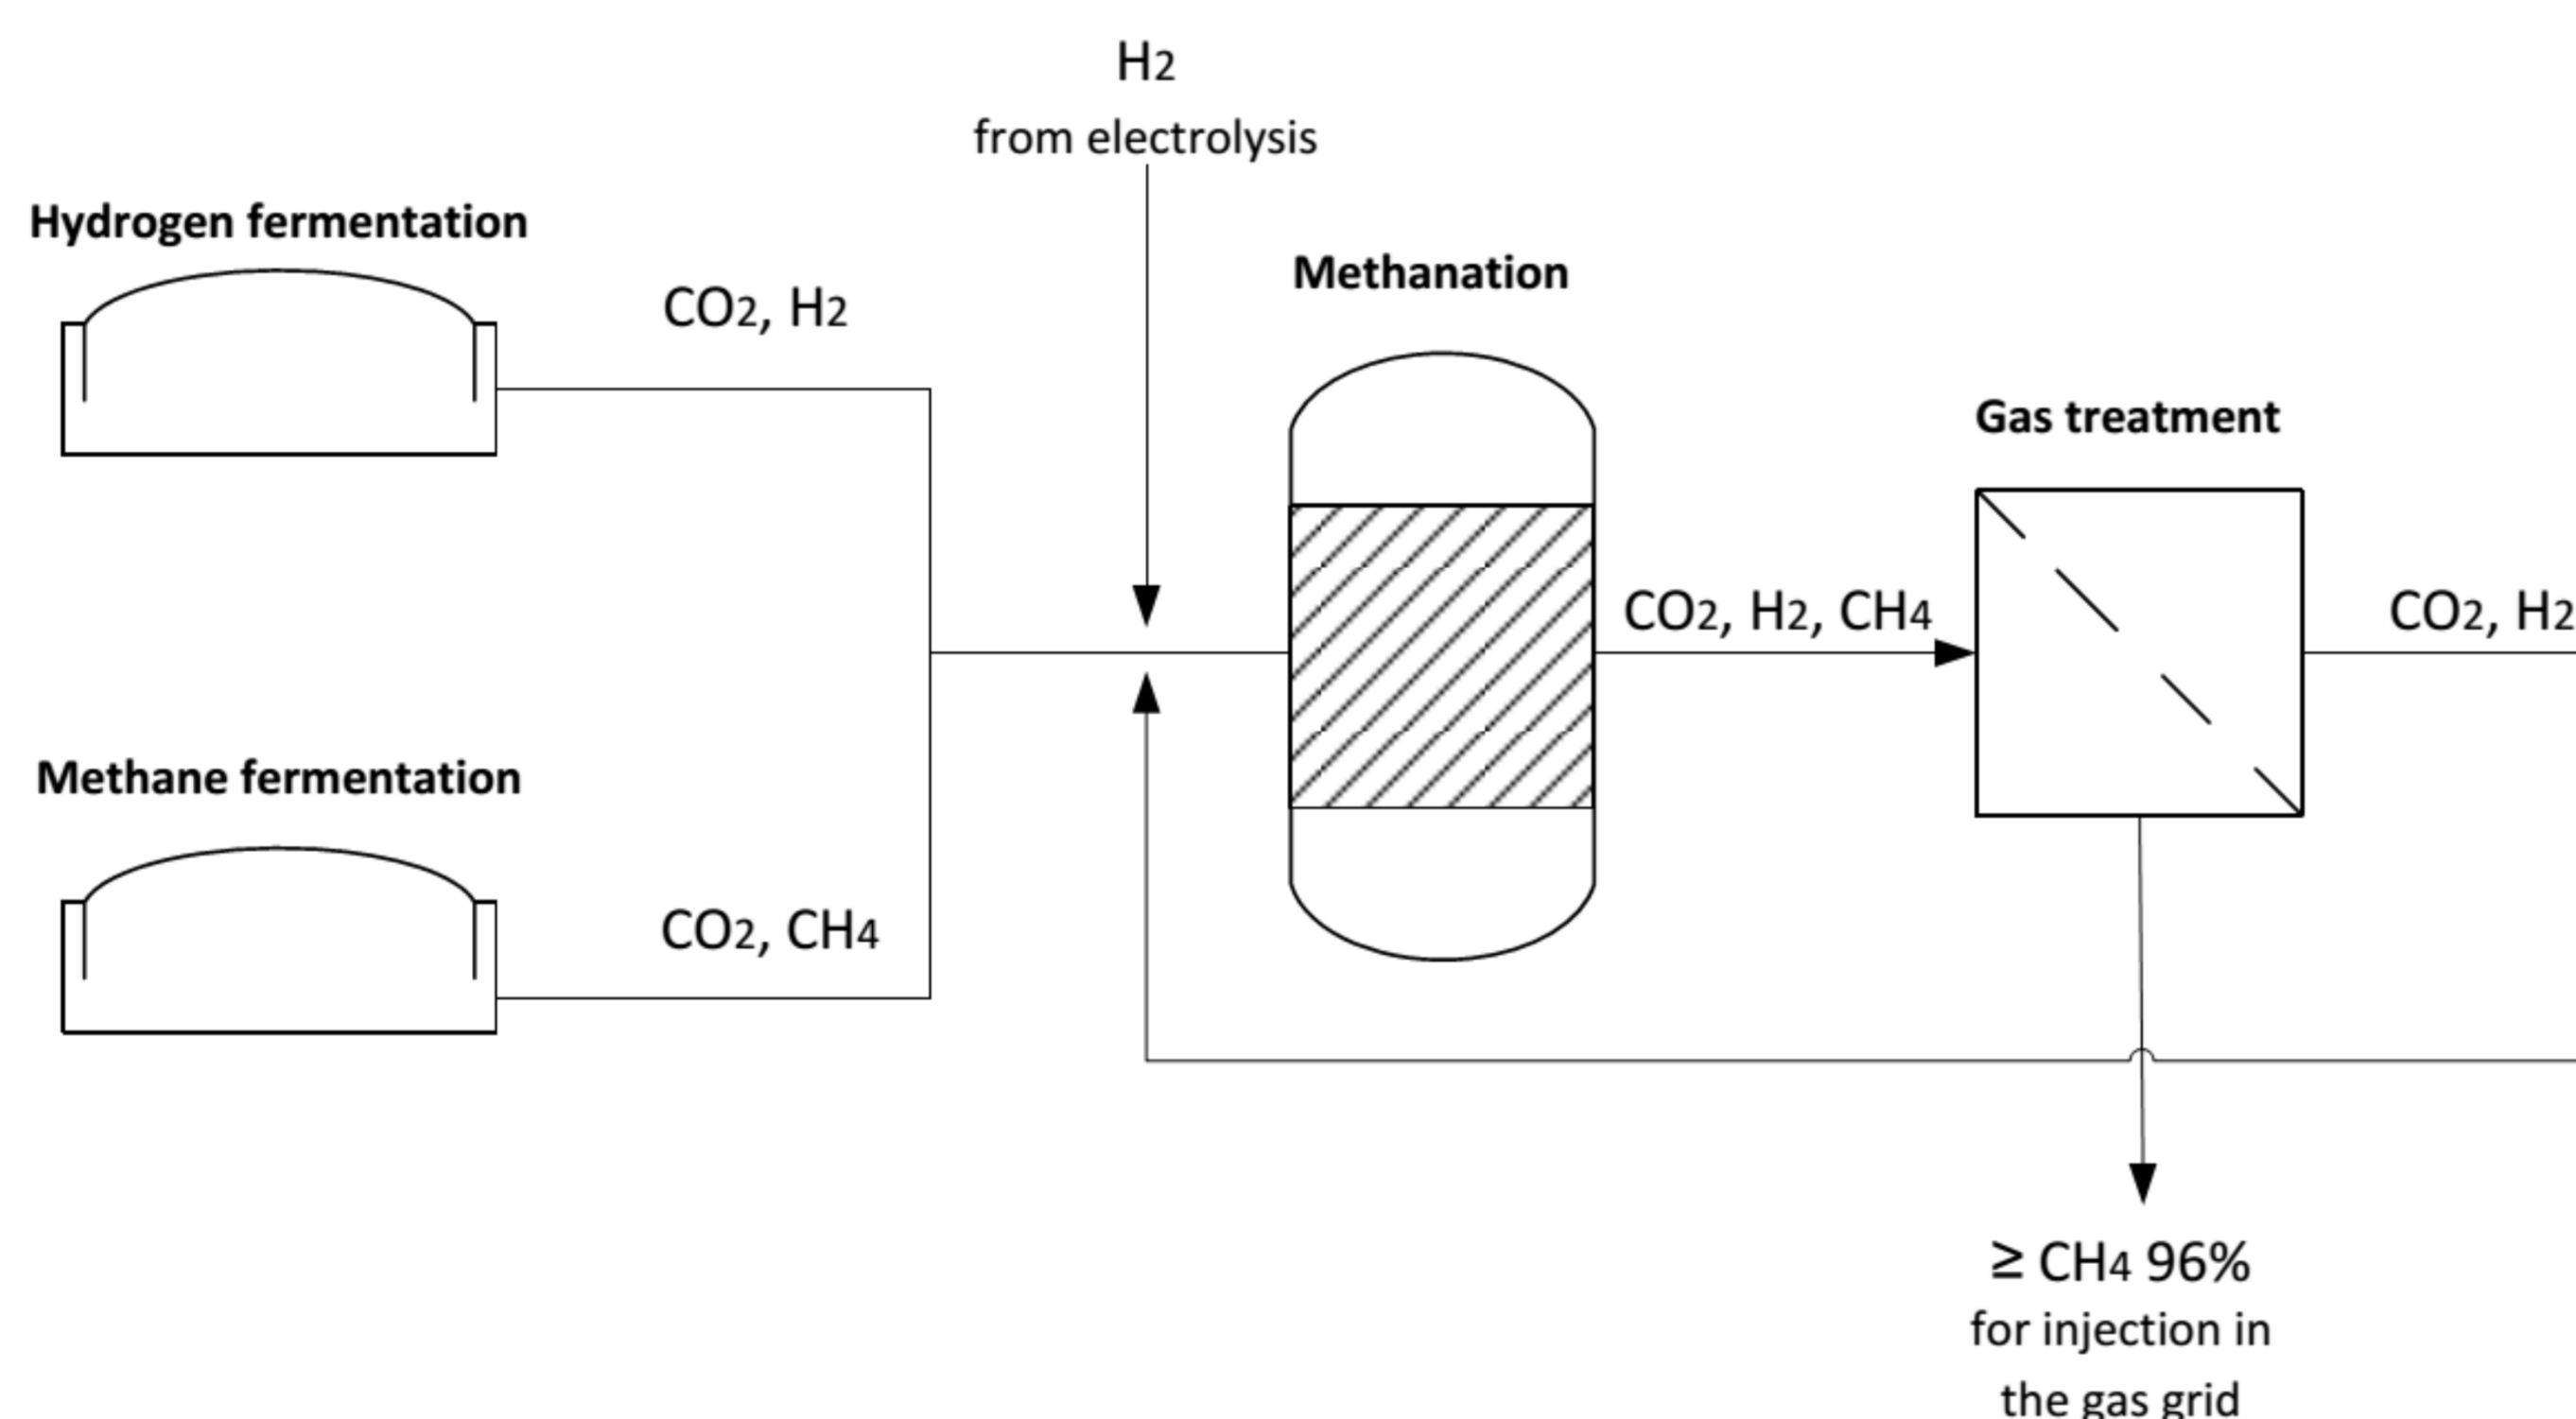 H2
from electrolysis
Hydrogen fermentation
Methanation
CO2, H2
Gas treatment
CO2, H2, CH4
CO2, H2
Methane fermentation
CO2, CH4
≥ CH4 96%
for injection in
the gas grid